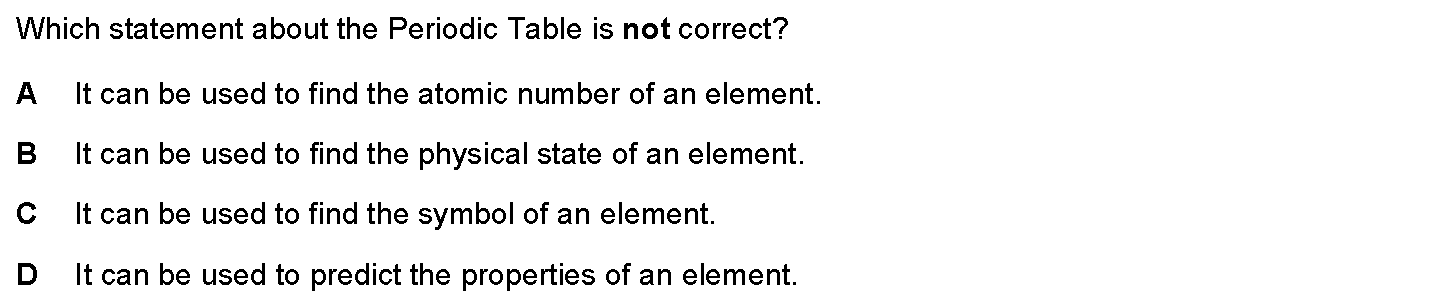 Which statement about the Periodic Table is not correct?
A It can be used to find the atomic number of an element.
B It can be used to find the physical state of an element.
C It can be used to find the symbol of an element.
D It can be used to predict the properties of an element.